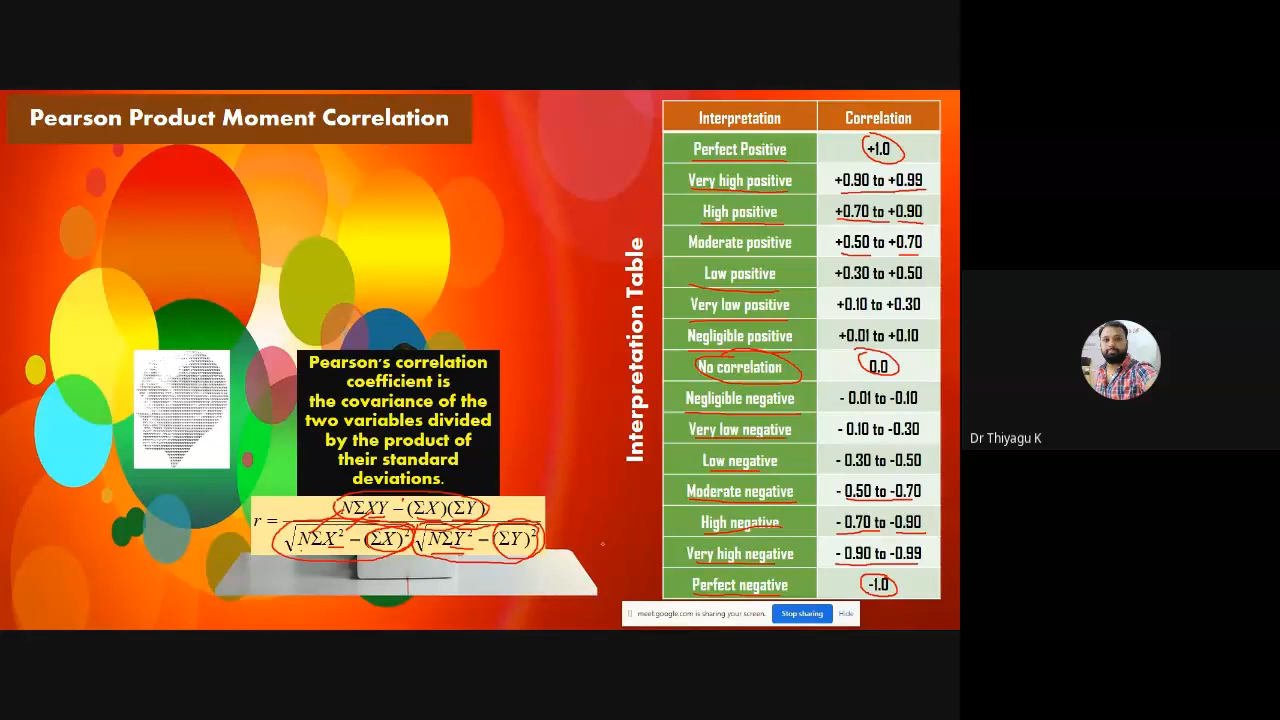 Pearson Product Moment Correlation
Pearson's correlation
coefficient is
the covariance of the
two variables divided
by the product of
their standard
deviations.
r = NΣXY − (ΣX)(ΣY) / √NΣX² − (ΣX)² √NΣY² − (ΣY)²
Interpretation Table
Interpretation Correlation
Perfect Positive +1.0
Very high positive +0.90 to +0.99
High positive +0.70 to +0.90
Moderate positive +0.50 to +0.70
Low positive +0.30 to +0.50
Very low positive +0.10 to +0.30
Negligible positive +0.01 to +0.10
No correlation 0.0
Negligible negative - 0.01 to -0.10
Very low negative - 0.10 to -0.30
Low negative - 0.30 to -0.50
Moderate negative - 0.50 to -0.70
High negative - 0.70 to -0.90
Very high negative - 0.90 to -0.99
Perfect negative -1.0
meet.google.com is sharing your screen. Stop sharing Hide
Dr Thiyagu K